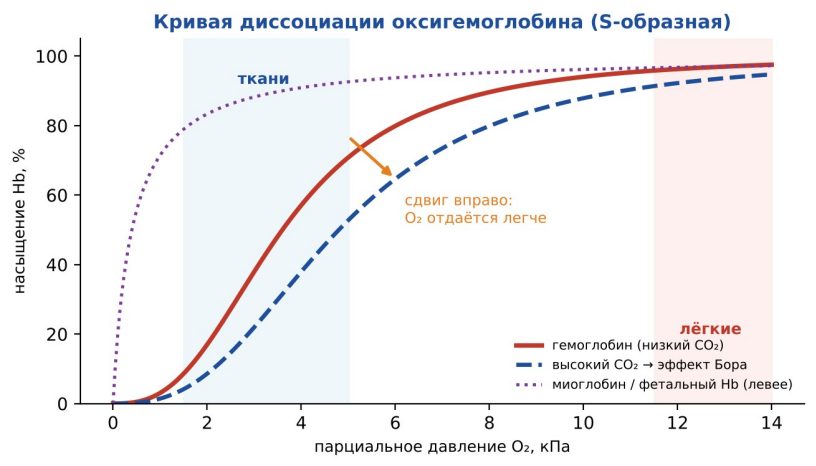 Кривая диссоциации оксигемоглобина (S-образная)
насыщение Hb, %
100
80
60
40
20
0
ткани
сдвиг вправо:
O₂ отдаётся легче
лёгкие
гемоглобин (низкий CO₂)
высокий CO₂ → эффект Бора
миоглобин / фетальный Hb (левее)
0 2 4 6 8 10 12 14
парциальное давление O₂, кПа